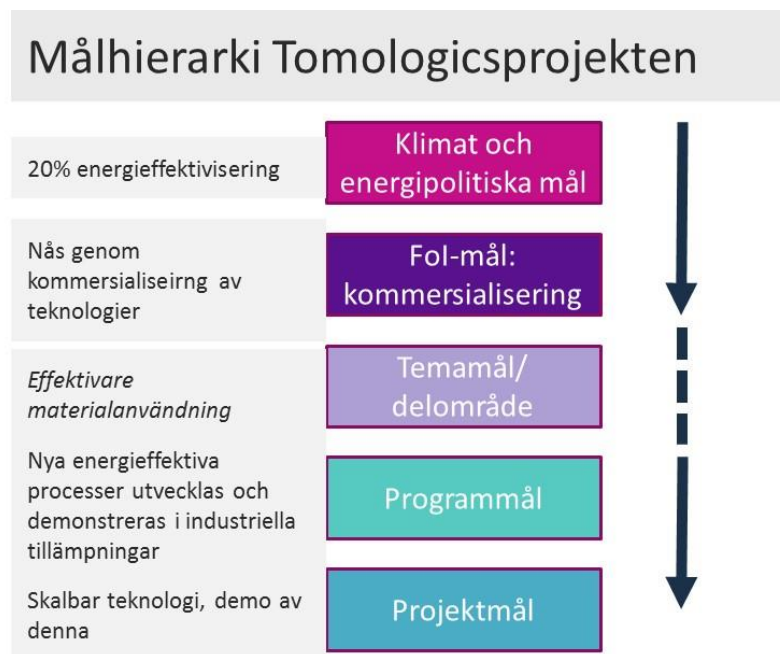 Målhierarki Tomologicsprojekten
20% energieffektivisering
Klimat och
energipolitiska mål
Nås genom
kommersialiseirng av
teknologier
FoI-mål:
kommersialisering
Effektivare
materialanvändning
Temamål/
delområde
Nya energieffektiva
processer utvecklas och
demonstreras i industriella
tillämpningar
Programmål
Skalbar teknologi, demo av
denna
Projektmål